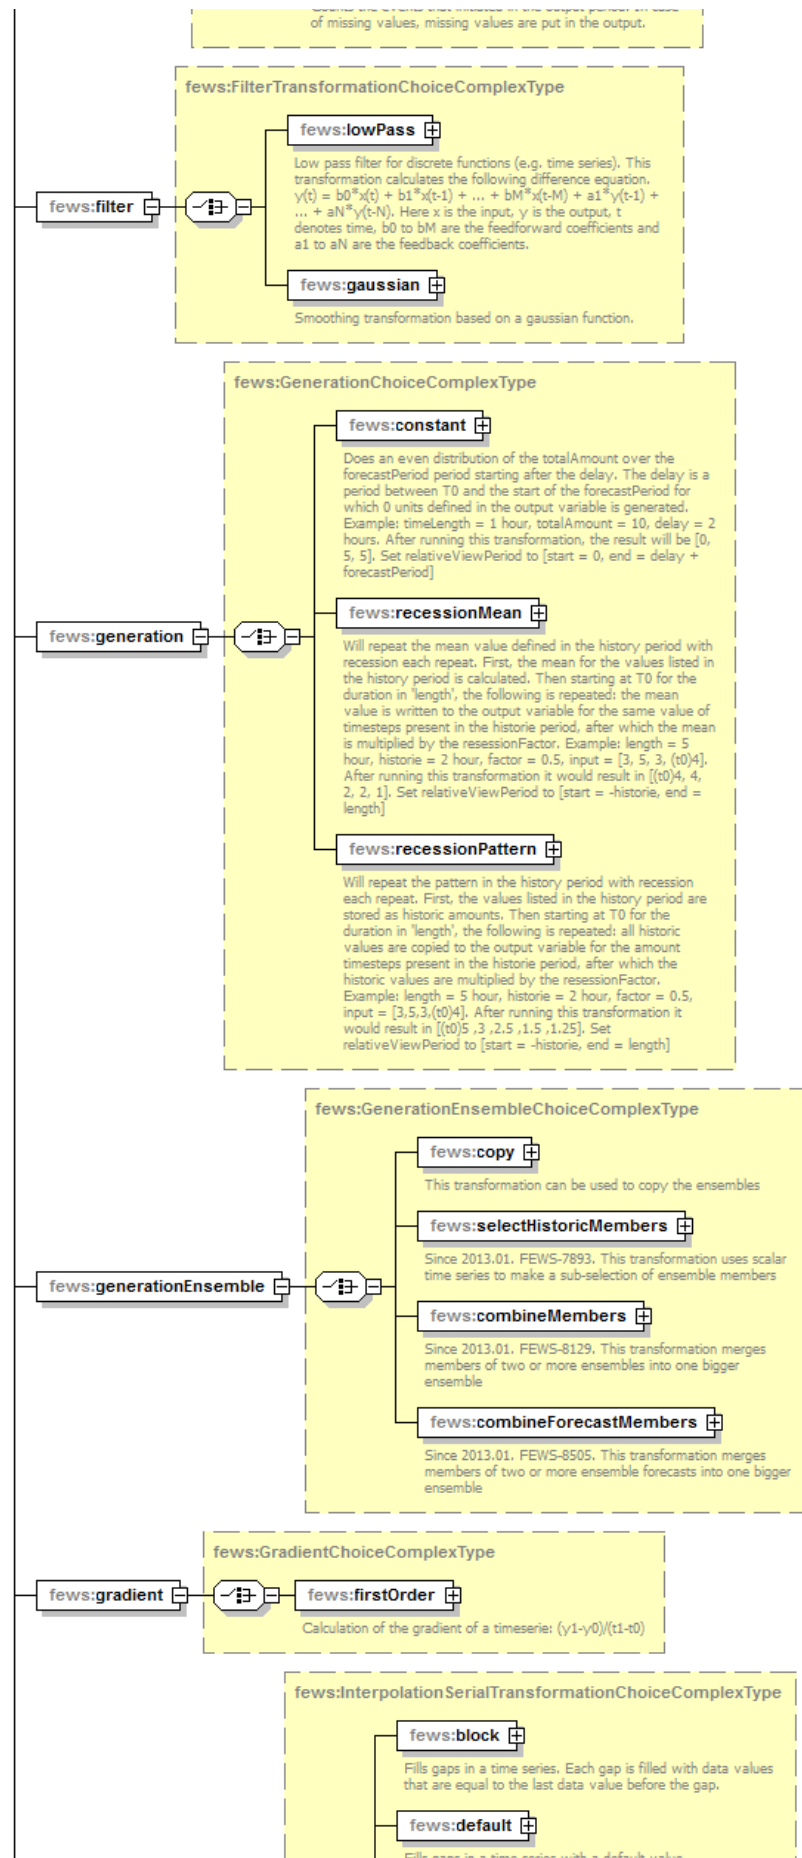 Counts the events that initiated in the output period. In case
of missing values, missing values are put in the output.
fews:FilterTransformationChoiceComplexType
fews:lowPass
Low pass filter for discrete functions (e.g. time series). This
transformation calculates the following difference equation.
y(t) = b0*x(t) + b1*x(t-1) + ... + bM*x(t-M) + a1*y(t-1) +
... + aN*y(t-N). Here x is the input, y is the output, t
denotes time, b0 to bM are the feedforward coefficients and
a1 to aN are the feedback coefficients.
fews:filter
fews:gaussian
Smoothing transformation based on a gaussian function.
fews:GenerationChoiceComplexType
fews:constant
Does an even distribution of the totalAmount over the
forecastPeriod period starting after the delay. The delay is a
period between T0 and the start of the forecastPeriod for
which 0 units defined in the output variable is generated.
Example: timeLength = 1 hour, totalAmount = 10, delay = 2
hours. After running this transformation, the result will be [0,
5, 5]. Set relativeViewPeriod to [start = 0, end = delay +
forecastPeriod]
fews:recessionMean
fews:generation
Will repeat the mean value defined in the history period with
recession each repeat. First, the mean for the values listed in
the history period is calculated. Then starting at T0 for the
duration in 'length', the following is repeated: the mean
value is written to the output variable for the same value of
timesteps present in the historie period, after which the mean
is multiplied by the resessionFactor. Example: length = 5
hour, historie = 2 hour, factor = 0.5, input = [3, 5, 3, (t0)4].
After running this transformation it would result in [(t0)4, 4,
2, 2, 1]. Set relativeViewPeriod to [start = -historie, end =
length]
fews:recessionPattern
Will repeat the pattern in the history period with recession
each repeat. First, the values listed in the history period are
stored as historic amounts. Then starting at T0 for the
duration in 'length', the following is repeated: all historic
values are copied to the output variable for the amount
timesteps present in the historie period, after which the
historic values are multiplied by the resessionFactor.
Example: length = 5 hour, historie = 2 hour, factor = 0.5,
input = [3,5,3,(t0)4]. After running this transformation it
would result in [(t0)5 ,3 ,2.5 ,1.5 ,1.25]. Set
relativeViewPeriod to [start = -historie, end = length]
fews:GenerationEnsembleChoiceComplexType
fews:copy
This transformation can be used to copy the ensembles
fews:selectHistoricMembers
Since 2013.01. FEWS-7893. This transformation uses scalar
time series to make a sub-selection of ensemble members
fews:generationEnsemble
fews:combineMembers
Since 2013.01. FEWS-8129. This transformation merges
members of two or more ensembles into one bigger
ensemble
fews:combineForecastMembers
Since 2013.01. FEWS-8505. This transformation merges
members of two or more ensemble forecasts into one bigger
ensemble
fews:GradientChoiceComplexType
fews:gradient
fews:firstOrder
Calculation of the gradient of a timeserie: (y1-y0)/(t1-t0)
fews:InterpolationSerialTransformationChoiceComplexType
fews:block
Fills gaps in a time series. Each gap is filled with data values
that are equal to the last data value before the gap.
fews:default
Fills gaps in a time series with a default value